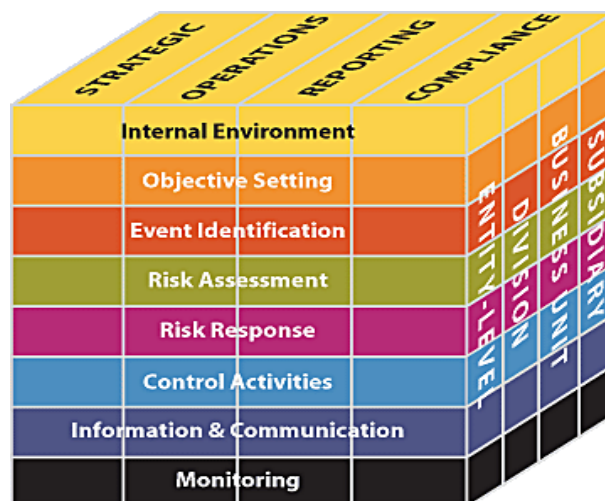 STRATEGIC
OPERATIONS
REPORTING
COMPLIANCE
Internal Environment
Objective Setting
Event Identification
Risk Assessment
Risk Response
Control Activities
Information & Communication
Monitoring
ENTITY-LEVEL
DIVISION
BUSINESS UNIT
SUBSIDIARY